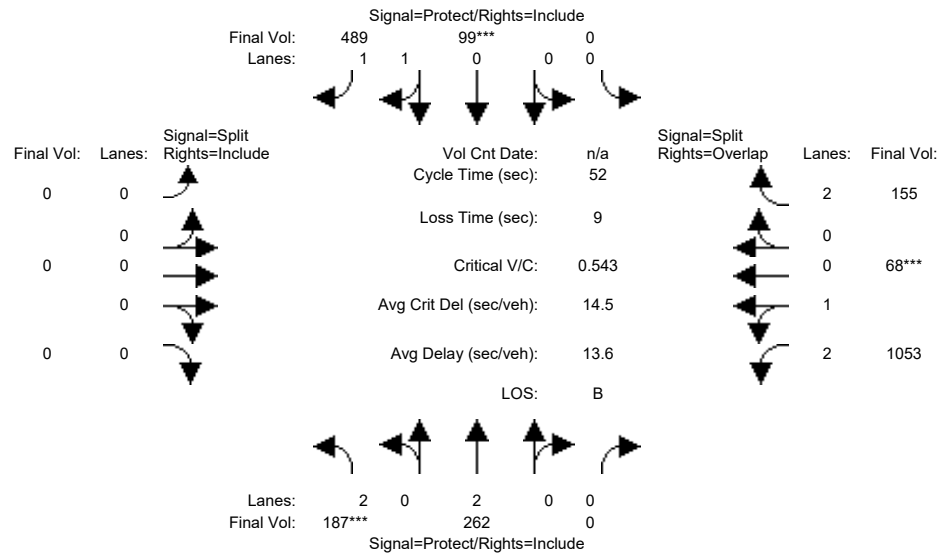 Signal=Protect/Rights=Include
Final Vol: 489 99*** 0
Lanes: 1 1 0 0 0
Signal=Split Signal=Split
Final Vol: Lanes: Rights=Include Vol Cnt Date: n/a Rights=Overlap Lanes: Final Vol:
Cycle Time (sec): 52
0 0 2 155
Loss Time (sec): 9
0 0
0 0 Critical V/C: 0.543 0 68***
0 Avg Crit Del (sec/veh): 14.5 1
0 0 Avg Delay (sec/veh): 13.6 2 1053
LOS: B
Lanes: 2 0 2 0 0
Final Vol: 187*** 262 0
Signal=Protect/Rights=Include